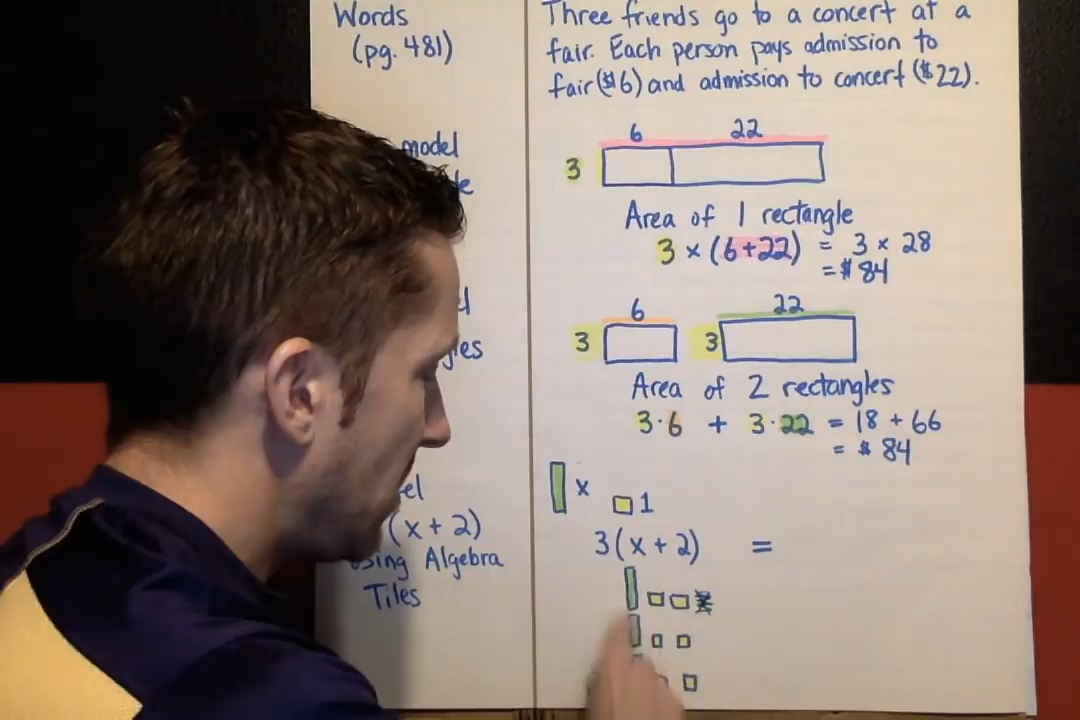 Words
(pg. 481)
model
el
(x + 2)
Using Algebra
Tiles
Three friends go to a concert at a
fair. Each person pays admission to
fair ($6) and admission to concert ($22).
6 22
3
Area of 1 rectangle
3 × (6+22) = 3 × 28
= $ 84
6 22
3 3
Area of 2 rectangles
3·6 + 3·22 = 18 + 66
= $ 84
x
1
3(x + 2) =